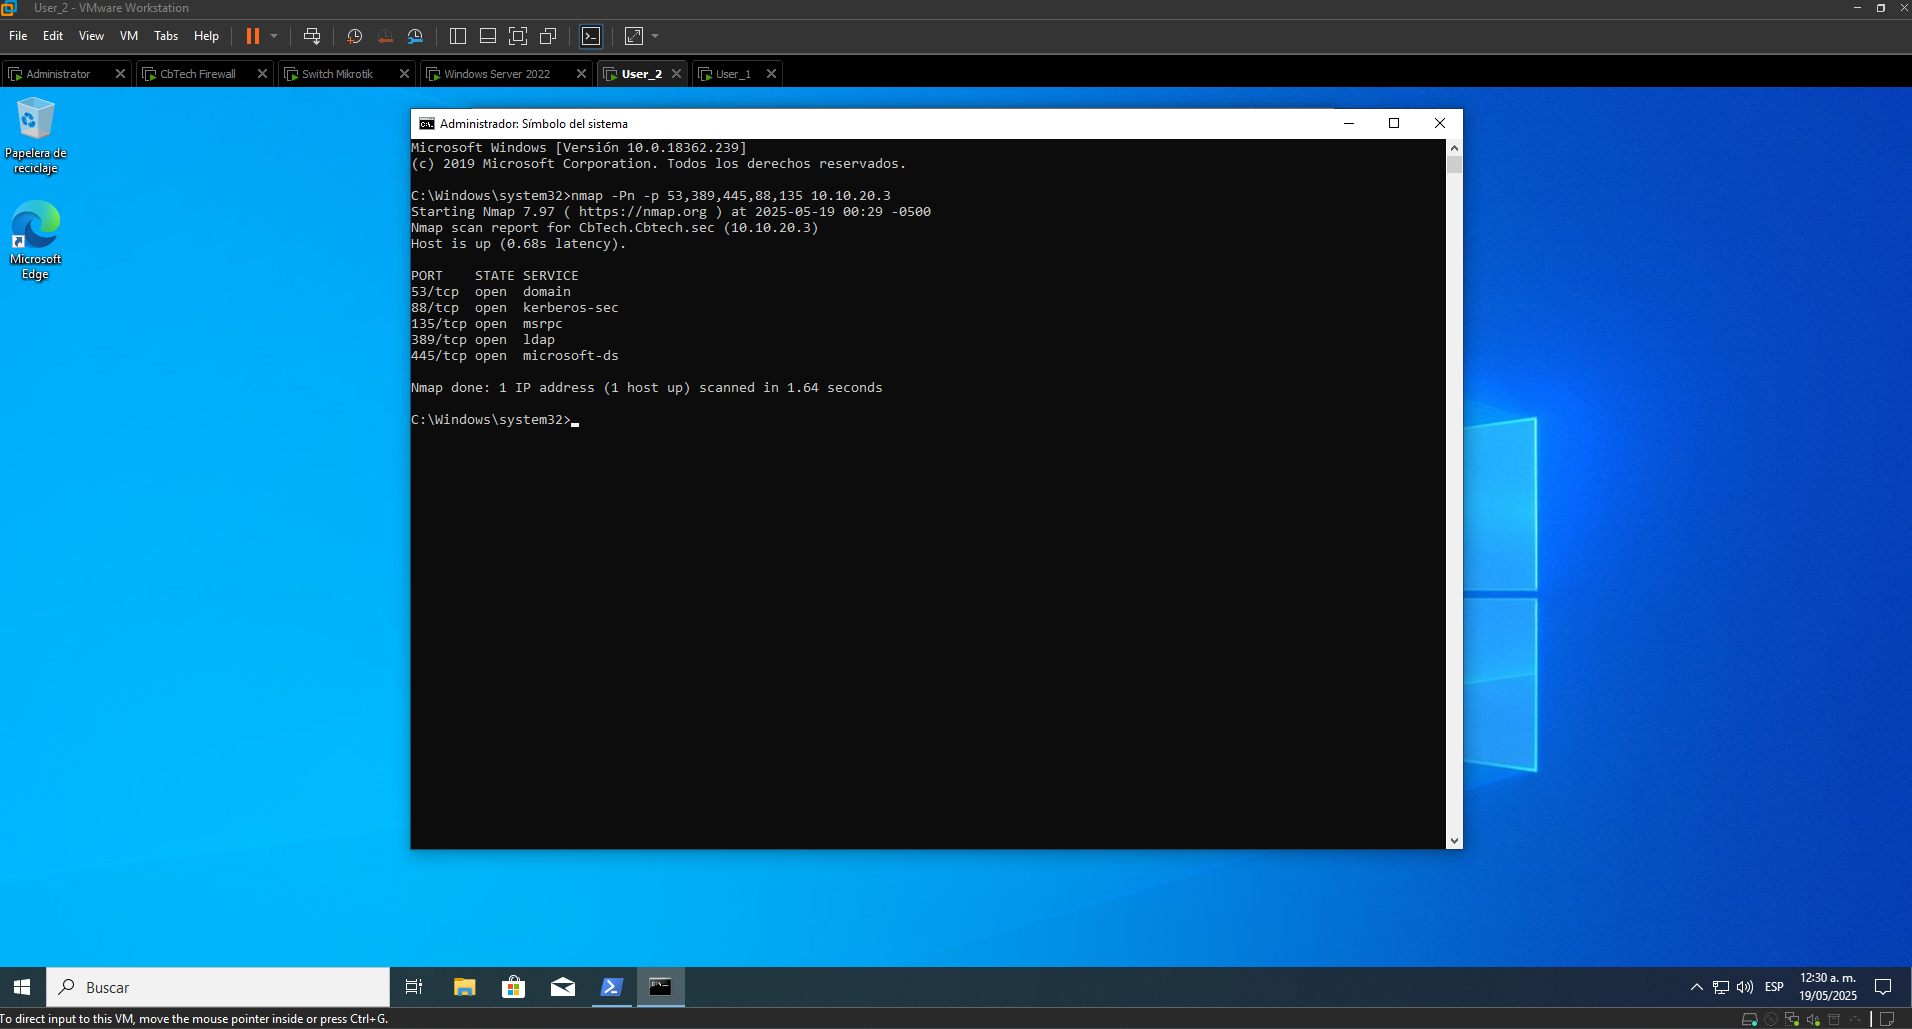 User_2 - VMware Workstation
File Edit View VM Tabs Help
Administrator CbTech Firewall Switch Mikrotik Windows Server 2022 User_2 User_1
Papelera de
reciclaje
Microsoft
Edge
Administrador: Símbolo del sistema
Microsoft Windows [Versión 10.0.18362.239]
(c) 2019 Microsoft Corporation. Todos los derechos reservados.
C:\Windows\system32>nmap -Pn -p 53,389,445,88,135 10.10.20.3
Starting Nmap 7.97 ( https://nmap.org ) at 2025-05-19 00:29 -0500
Nmap scan report for CbTech.Cbtech.sec (10.10.20.3)
Host is up (0.68s latency).
PORT    STATE SERVICE
53/tcp  open  domain
88/tcp  open  kerberos-sec
135/tcp open  msrpc
389/tcp open  ldap
445/tcp open  microsoft-ds
Nmap done: 1 IP address (1 host up) scanned in 1.64 seconds
C:\Windows\system32>
Buscar
ESP
12:30 a. m.
19/05/2025
To direct input to this VM, move the mouse pointer inside or press Ctrl+G.